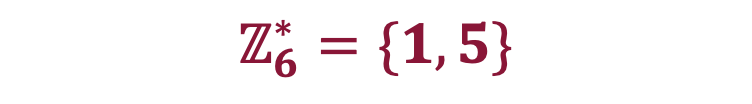 ℤ₆* = {1, 5}